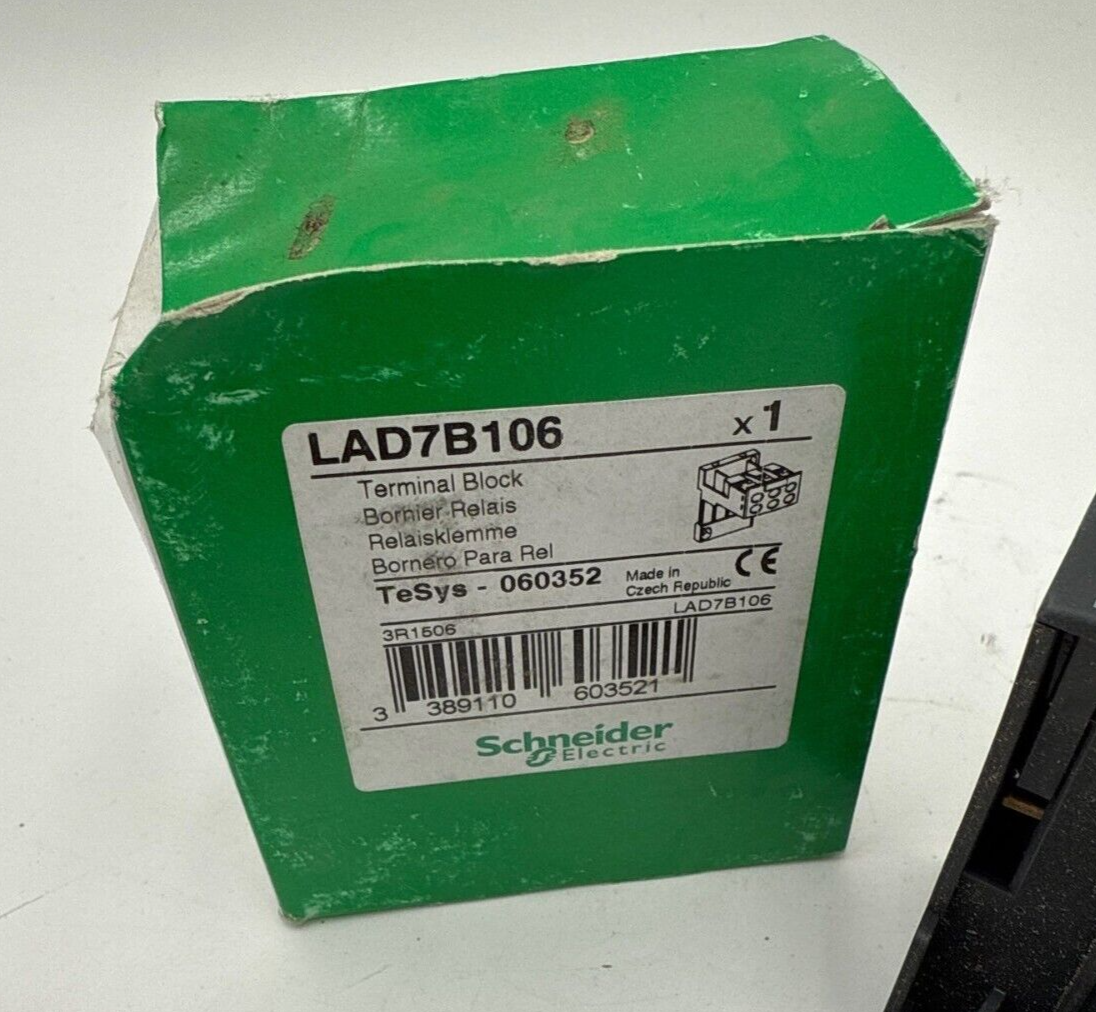 LAD7B106 x 1
Terminal Block
Bornier Relais
Relaisklemme
Bornero Para Rel
TeSys - 060352 Made in
Czech Republic CE
3R1506 LAD7B106
3 389110 603521
Schneider
Electric